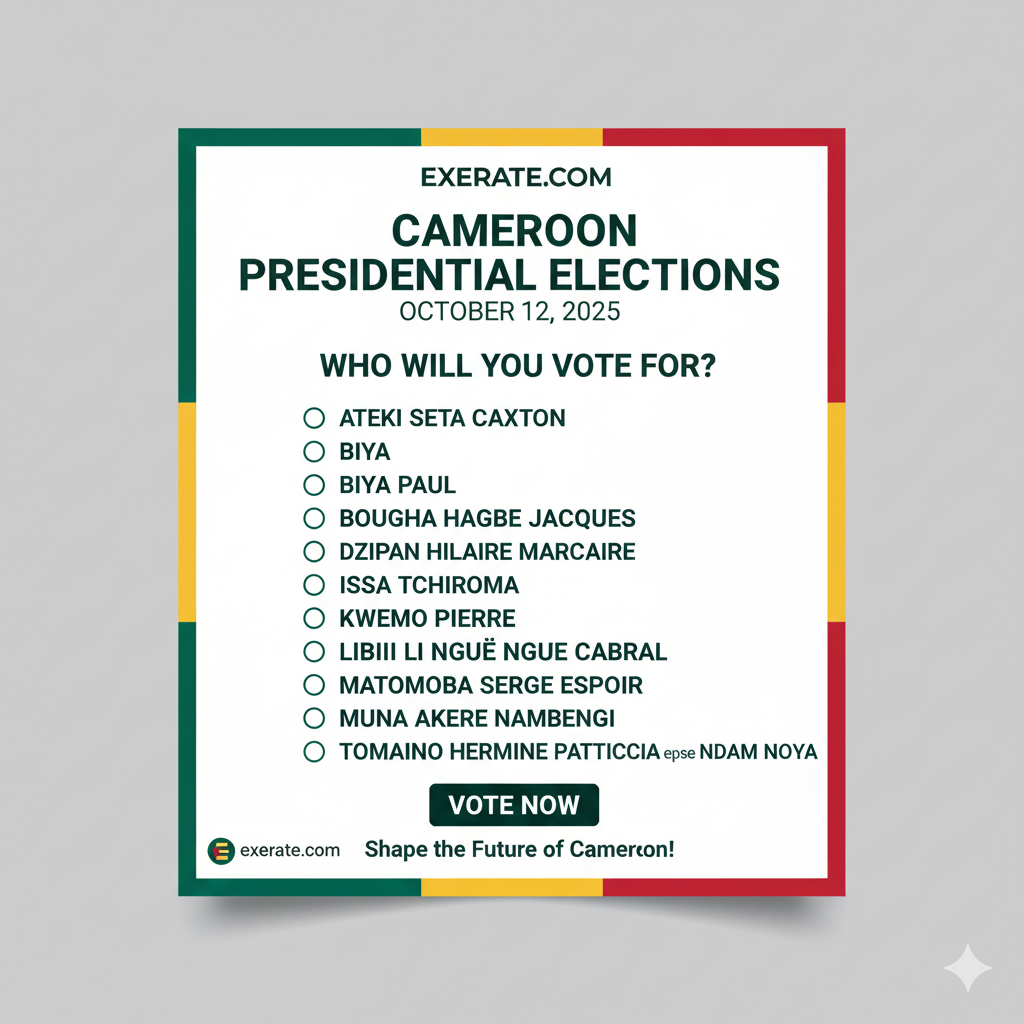 EXERATE.COM
CAMEROON
PRESIDENTIAL ELECTIONS
OCTOBER 12, 2025
WHO WILL YOU VOTE FOR?
ATEKI SETA CAXTON
BIYA
BIYA PAUL
BOUGHA HAGBE JACQUES
DZIPAN HILAIRE MARCAIRE
ISSA TCHIROMA
KWEMO PIERRE
LIBIII LI NGUË NGUE CABRAL
MATOMOBA SERGE ESPOIR
MUNA AKERE NAMBENGI
TOMAINO HERMINE PATTICCIA epse NDAM NOYA
VOTE NOW
exerate.com Shape the Future of Cameroon!